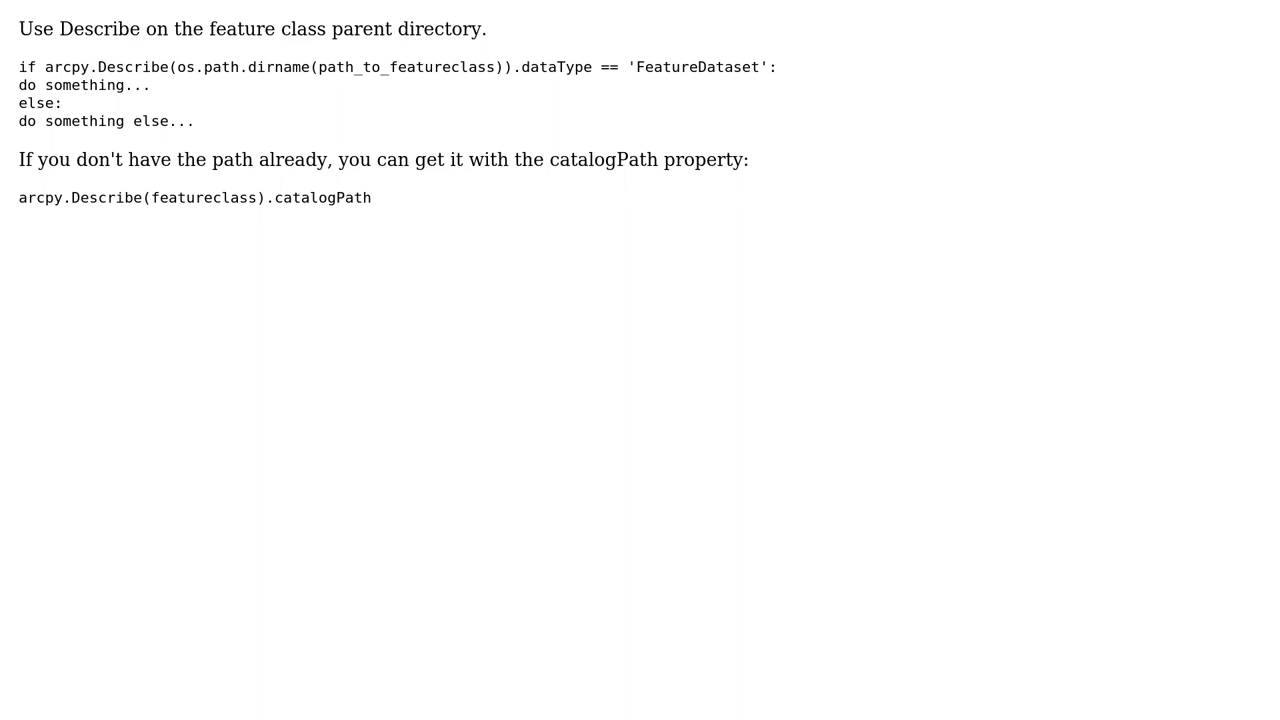 Use Describe on the feature class parent directory.
if arcpy.Describe(os.path.dirname(path_to_featureclass)).dataType == 'FeatureDataset':
do something...
else:
do something else...
If you don't have the path already, you can get it with the catalogPath property:
arcpy.Describe(featureclass).catalogPath